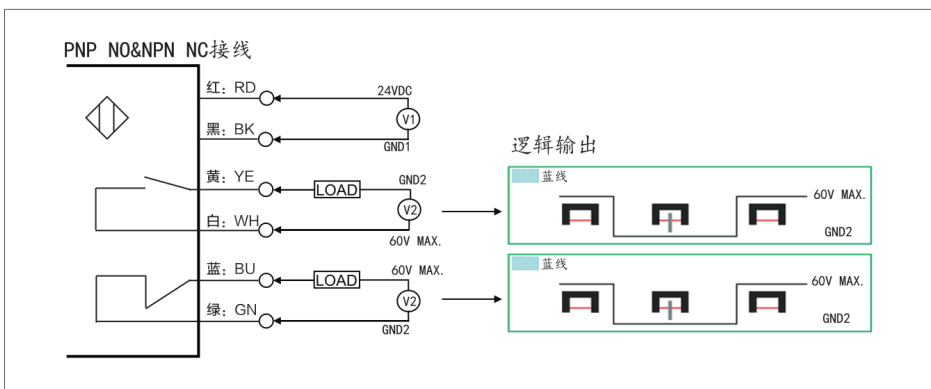 PNP NO&NPN NC接线
红: RD
24VDC
V1
黑: BK
GND1
逻辑输出
黄: YE
LOAD
GND2
V2
白: WH
60V MAX.
蓝线
60V MAX.
GND2
蓝: BU
LOAD
60V MAX.
V2
绿: GN
GND2
蓝线
60V MAX.
GND2